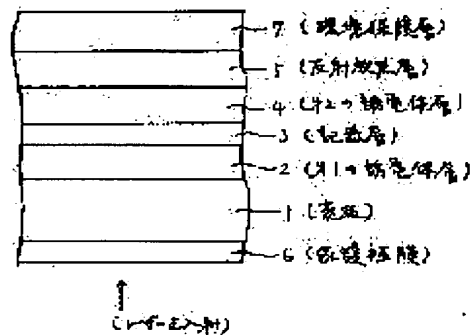 7 (環境保護層)
5 (反射放熱層)
4 (第2の誘電体層)
3 (記録層)
2 (第1の誘電体層)
1 (基板)
6
(レーザー光入射)